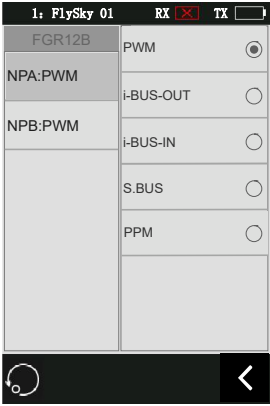 1: FlySky 01 RX TX
FGR12B
NPA:PWM
NPB:PWM
PWM
i-BUS-OUT
i-BUS-IN
S.BUS
PPM